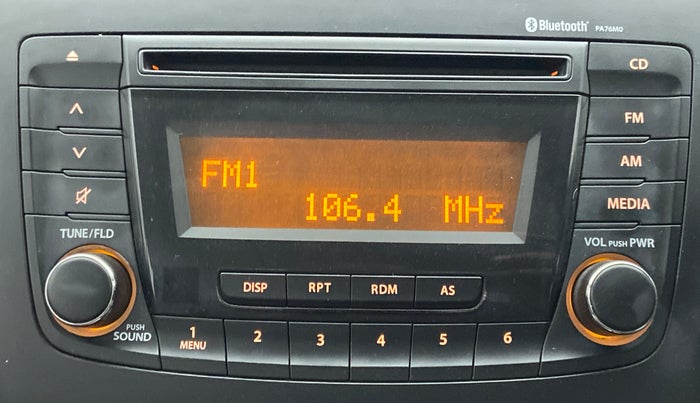 Bluetooth® PA76M0
CD
FM
AM
MEDIA
FM1
106.4 MHz
TUNE/FLD
VOL PUSH PWR
DISP RPT RDM AS
PUSH
SOUND
1 2 3 4 5 6
MENU